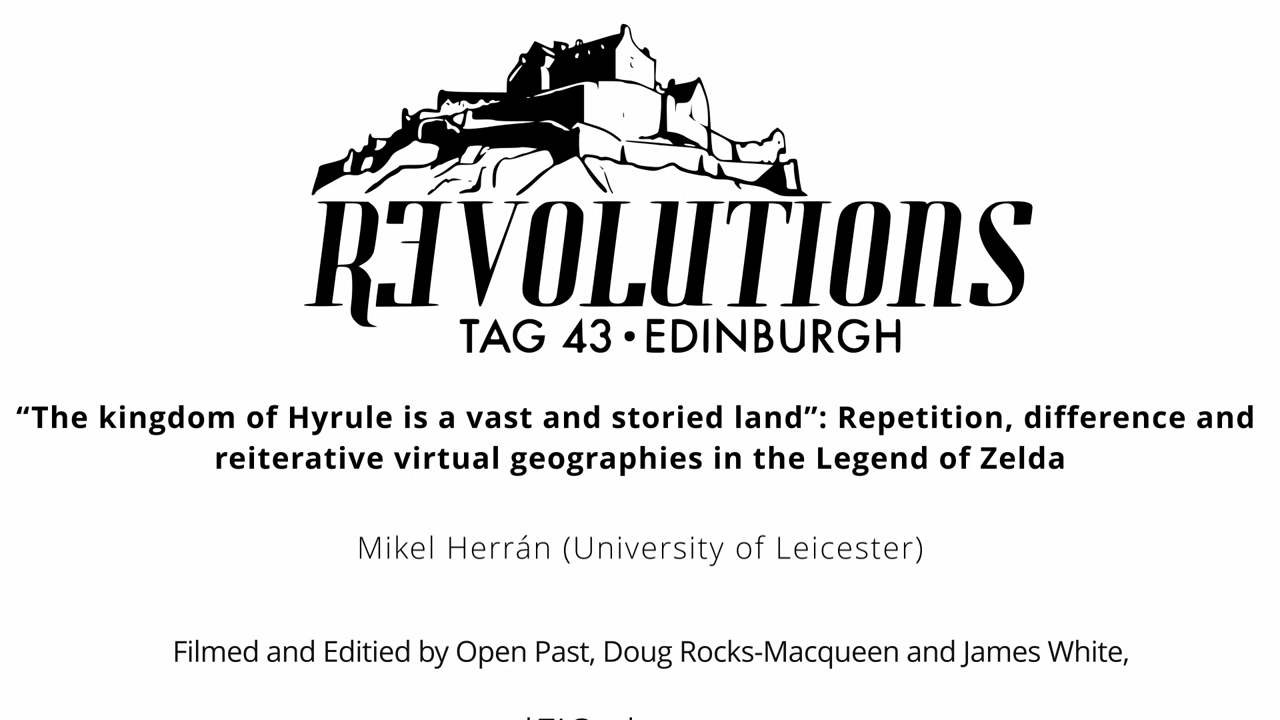 REVOLUTIONS
TAG 43 • EDINBURGH
“The kingdom of Hyrule is a vast and storied land”: Repetition, difference and
reiterative virtual geographies in the Legend of Zelda
Mikel Herrán (University of Leicester)
Filmed and Editied by Open Past, Doug Rocks-Macqueen and James White,